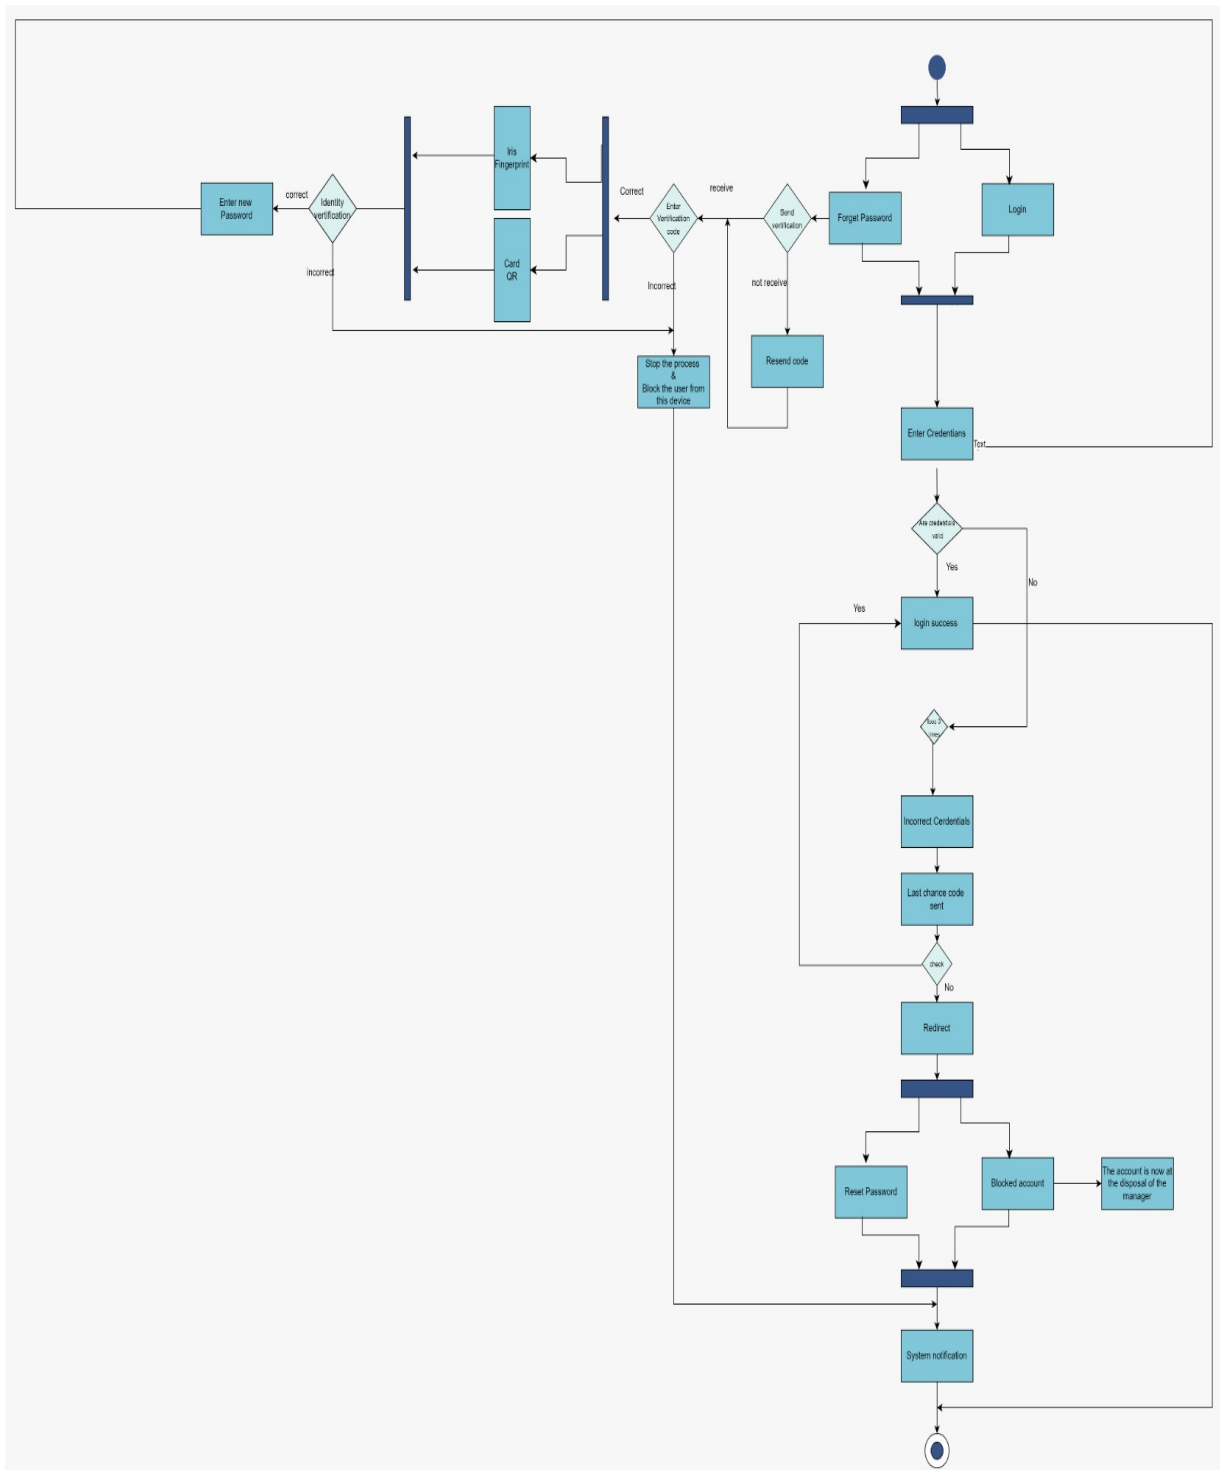 Iris
Fingerprint
Card
QR
Enter new
Password
correct
Identity
vertification
incorrect
Correct
Enter
Vertification
code
Incorrect
receive
Send
vertification
not receive
Forget Password
Login
Resend code
Stop the process
&
Block the user from
this device
Enter Credentians
Text
Are credentials
valid
Yes
No
Yes
login success
Incorrect Cerdentials
Last chance code
sent
check
No
Redirect
Reset Password
Blocked account
The account is now at
the disposal of the
manager
System notification